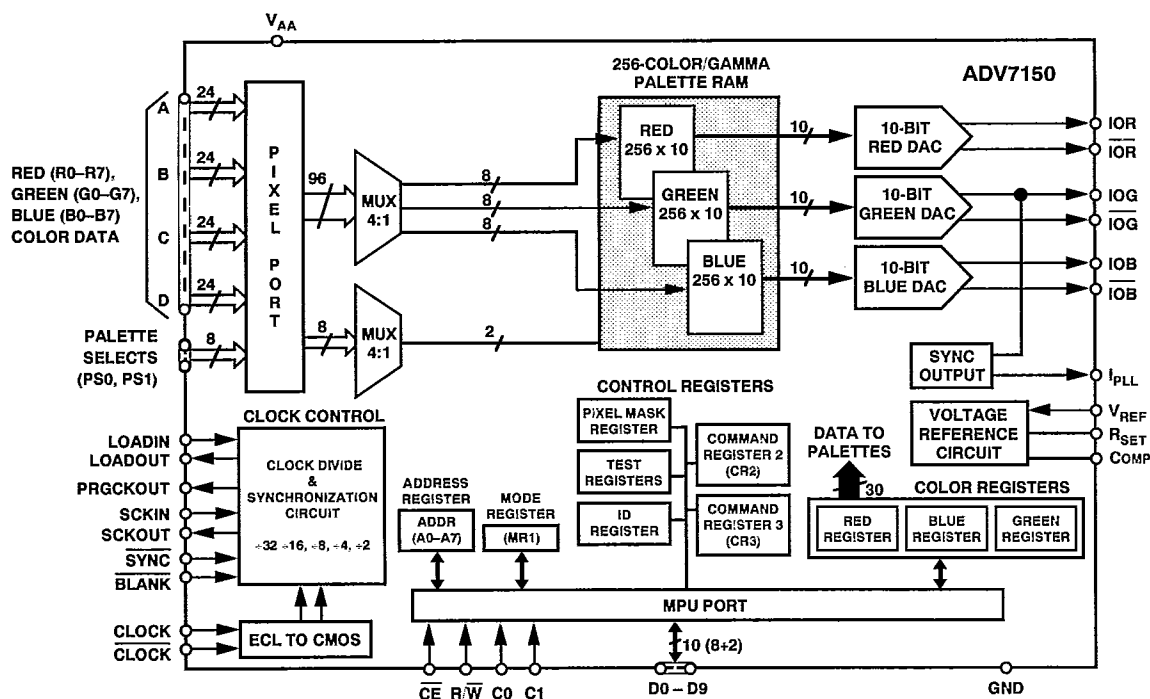 V_AA
ADV7150
256-COLOR/GAMMA
PALETTE RAM
A
24
B
24
C
24
D
24
8
RED (R0–R7),
GREEN (G0–G7),
BLUE (B0–B7)
COLOR DATA
PALETTE
SELECTS
(PS0, PS1)
PIXEL PORT
96
8
MUX
4:1
MUX
4:1
8
8
8
2
RED
256 x 10
GREEN
256 x 10
BLUE
256 x 10
10
10
10
10-BIT
RED DAC
10-BIT
GREEN DAC
10-BIT
BLUE DAC
IOR
I̅O̅R̅
IOG
I̅O̅G̅
IOB
I̅O̅B̅
SYNC
OUTPUT
I_PLL
VOLTAGE
REFERENCE
CIRCUIT
V_REF
R_SET
COMP
CLOCK CONTROL
CLOCK DIVIDE
&
SYNCHRONIZATION
CIRCUIT
÷32 ÷16, ÷8, ÷4, ÷2
LOADIN
LOADOUT
PRGCKOUT
SCKIN
SCKOUT
S̅Y̅N̅C̅
B̅L̅A̅N̅K̅
CLOCK
C̅L̅O̅C̅K̅
ECL TO CMOS
ADDRESS
REGISTER
ADDR
(A0–A7)
MODE
REGISTER
(MR1)
CONTROL REGISTERS
PIXEL MASK
REGISTER
TEST
REGISTERS
ID
REGISTER
COMMAND
REGISTER 2
(CR2)
COMMAND
REGISTER 3
(CR3)
DATA TO
PALETTES
30
COLOR REGISTERS
RED
REGISTER
BLUE
REGISTER
GREEN
REGISTER
MPU PORT
10 (8+2)
C̅E̅
R/W̅
C0
C1
D0 – D9
GND